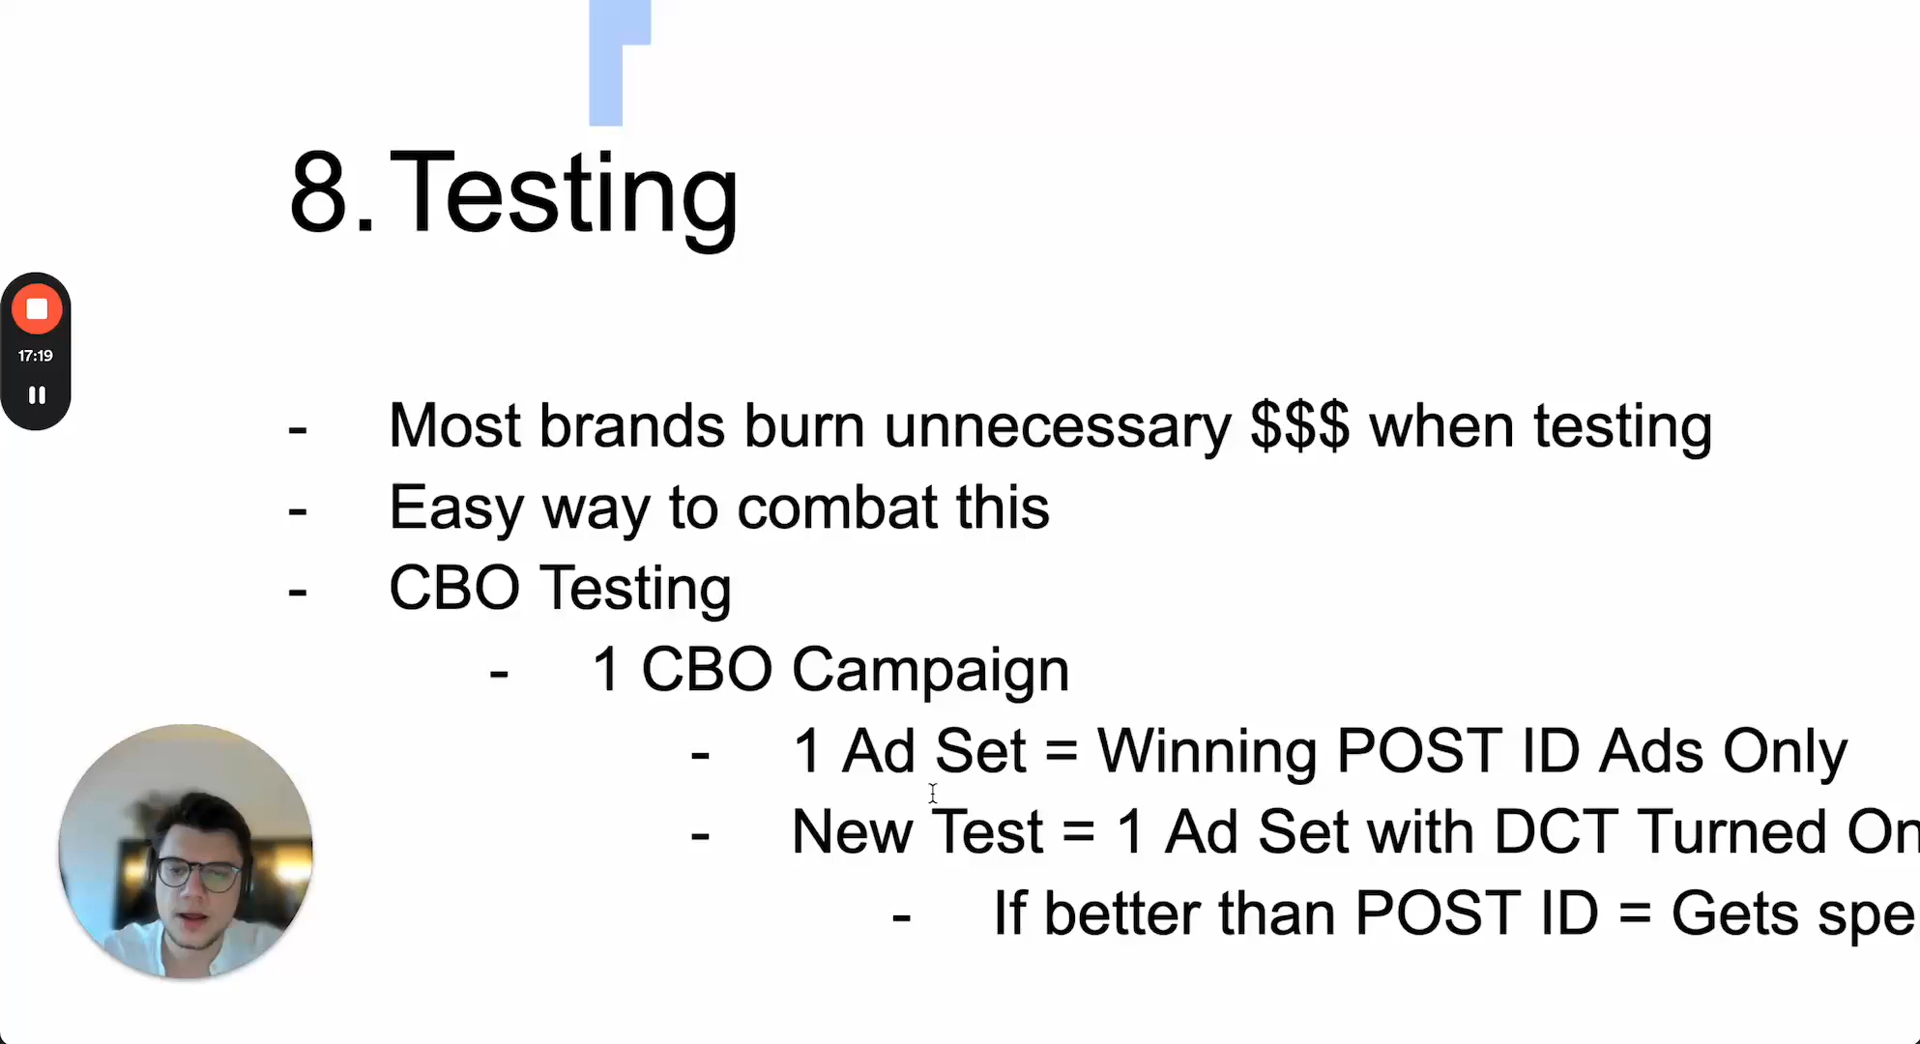 8. Testing
17:19
- Most brands burn unnecessary $$$ when testing
- Easy way to combat this
- CBO Testing
- 1 CBO Campaign
- 1 Ad Set = Winning POST ID Ads Only
- New Test = 1 Ad Set with DCT Turned On
- If better than POST ID = Gets spe